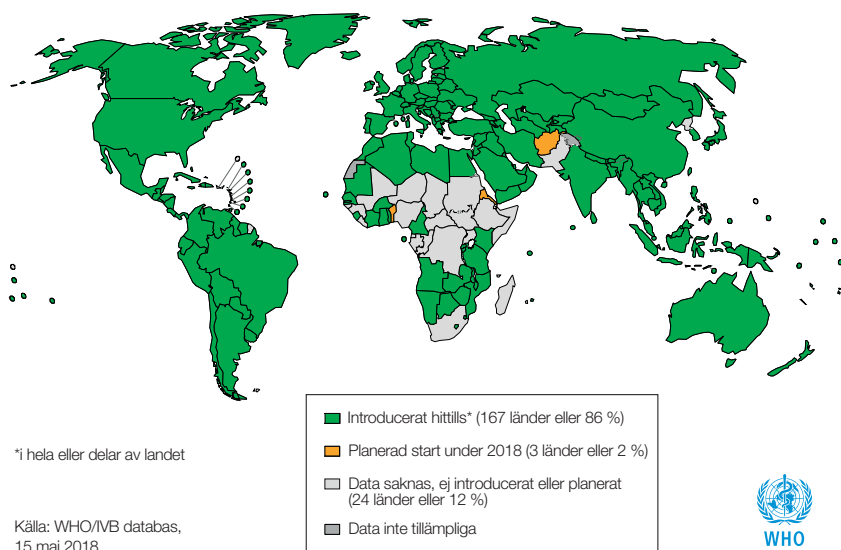 Introducerat hittills* (167 länder eller 86 %)
Planerad start under 2018 (3 länder eller 2 %)
Data saknas, ej introducerat eller planerat
(24 länder eller 12 %)
Data inte tillämpliga
*i hela eller delar av landet
Källa: WHO/IVB databas,
15 maj 2018
WHO